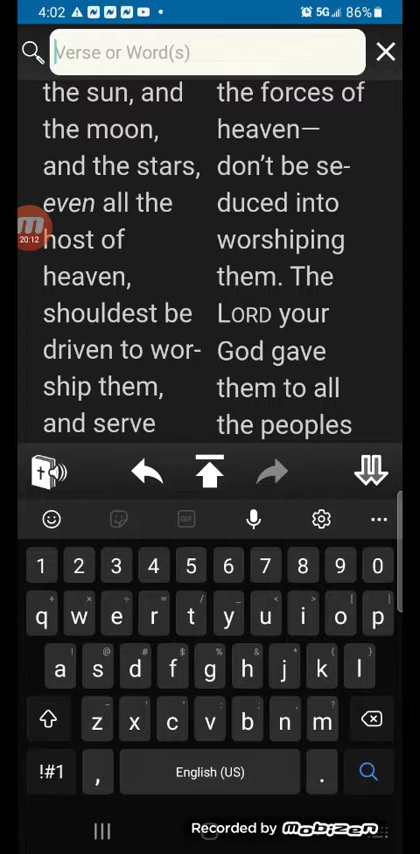 4:02 5G 86%
Verse or Word(s)
the sun, and
the moon,
and the stars,
even all the
host of
heaven,
shouldest be
driven to wor-
ship them,
and serve
the forces of
heaven—
don't be se-
duced into
worshiping
them. The
LORD your
God gave
them to all
the peoples
20:12
GIF
1 2 3 4 5 6 7 8 9 0
q w e r t y u i o p
a s d f g h j k l
z x c v b n m
!#1 , English (US) .
Recorded by mobizen